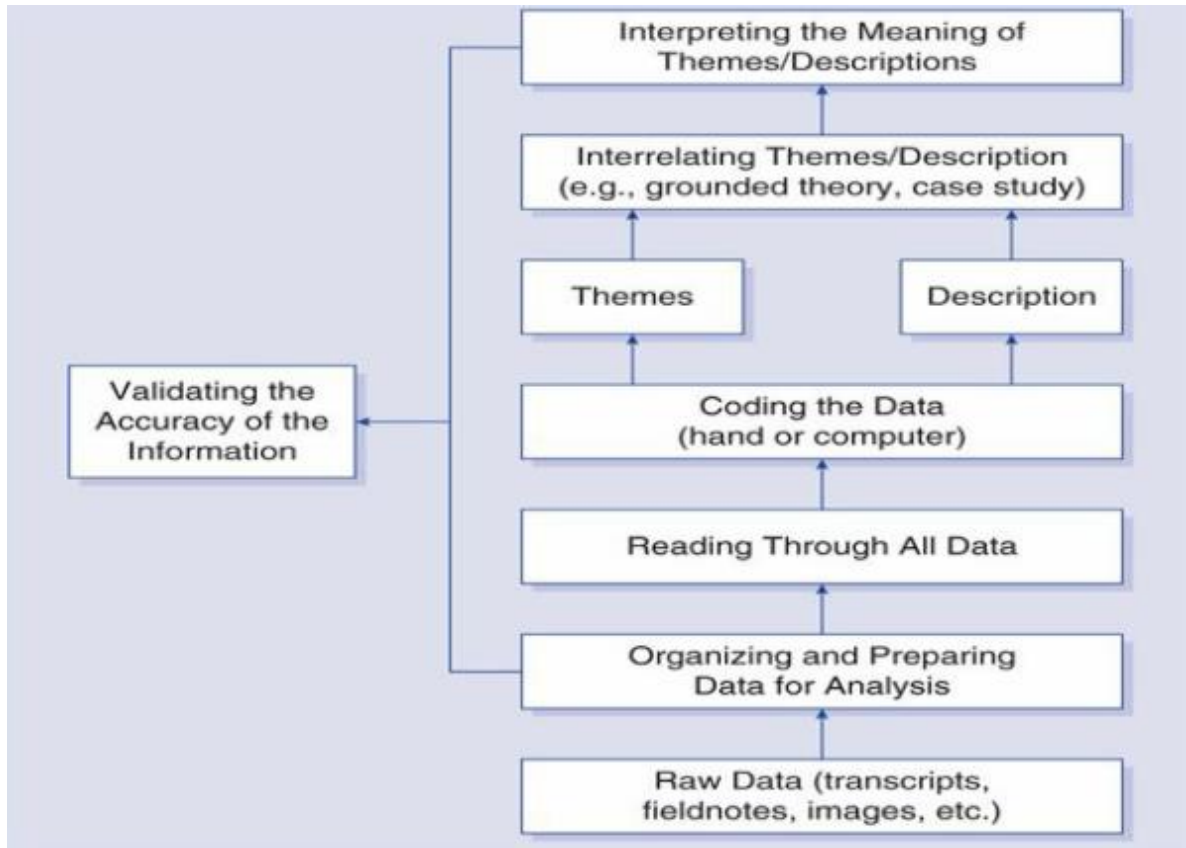 Interpreting the Meaning of
Themes/Descriptions
Interrelating Themes/Description
(e.g., grounded theory, case study)
Themes
Description
Validating the
Accuracy of the
Information
Coding the Data
(hand or computer)
Reading Through All Data
Organizing and Preparing
Data for Analysis
Raw Data (transcripts,
fieldnotes, images, etc.)